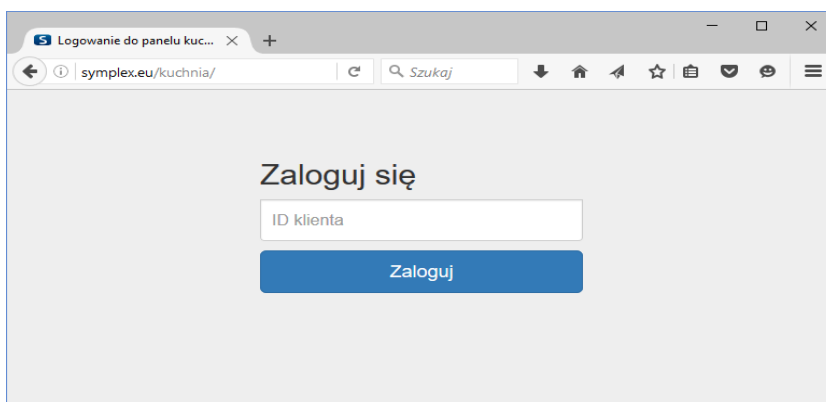 Logowanie do panelu kuc...
symplex.eu/kuchnia/
Szukaj
Zaloguj się
ID klienta
Zaloguj